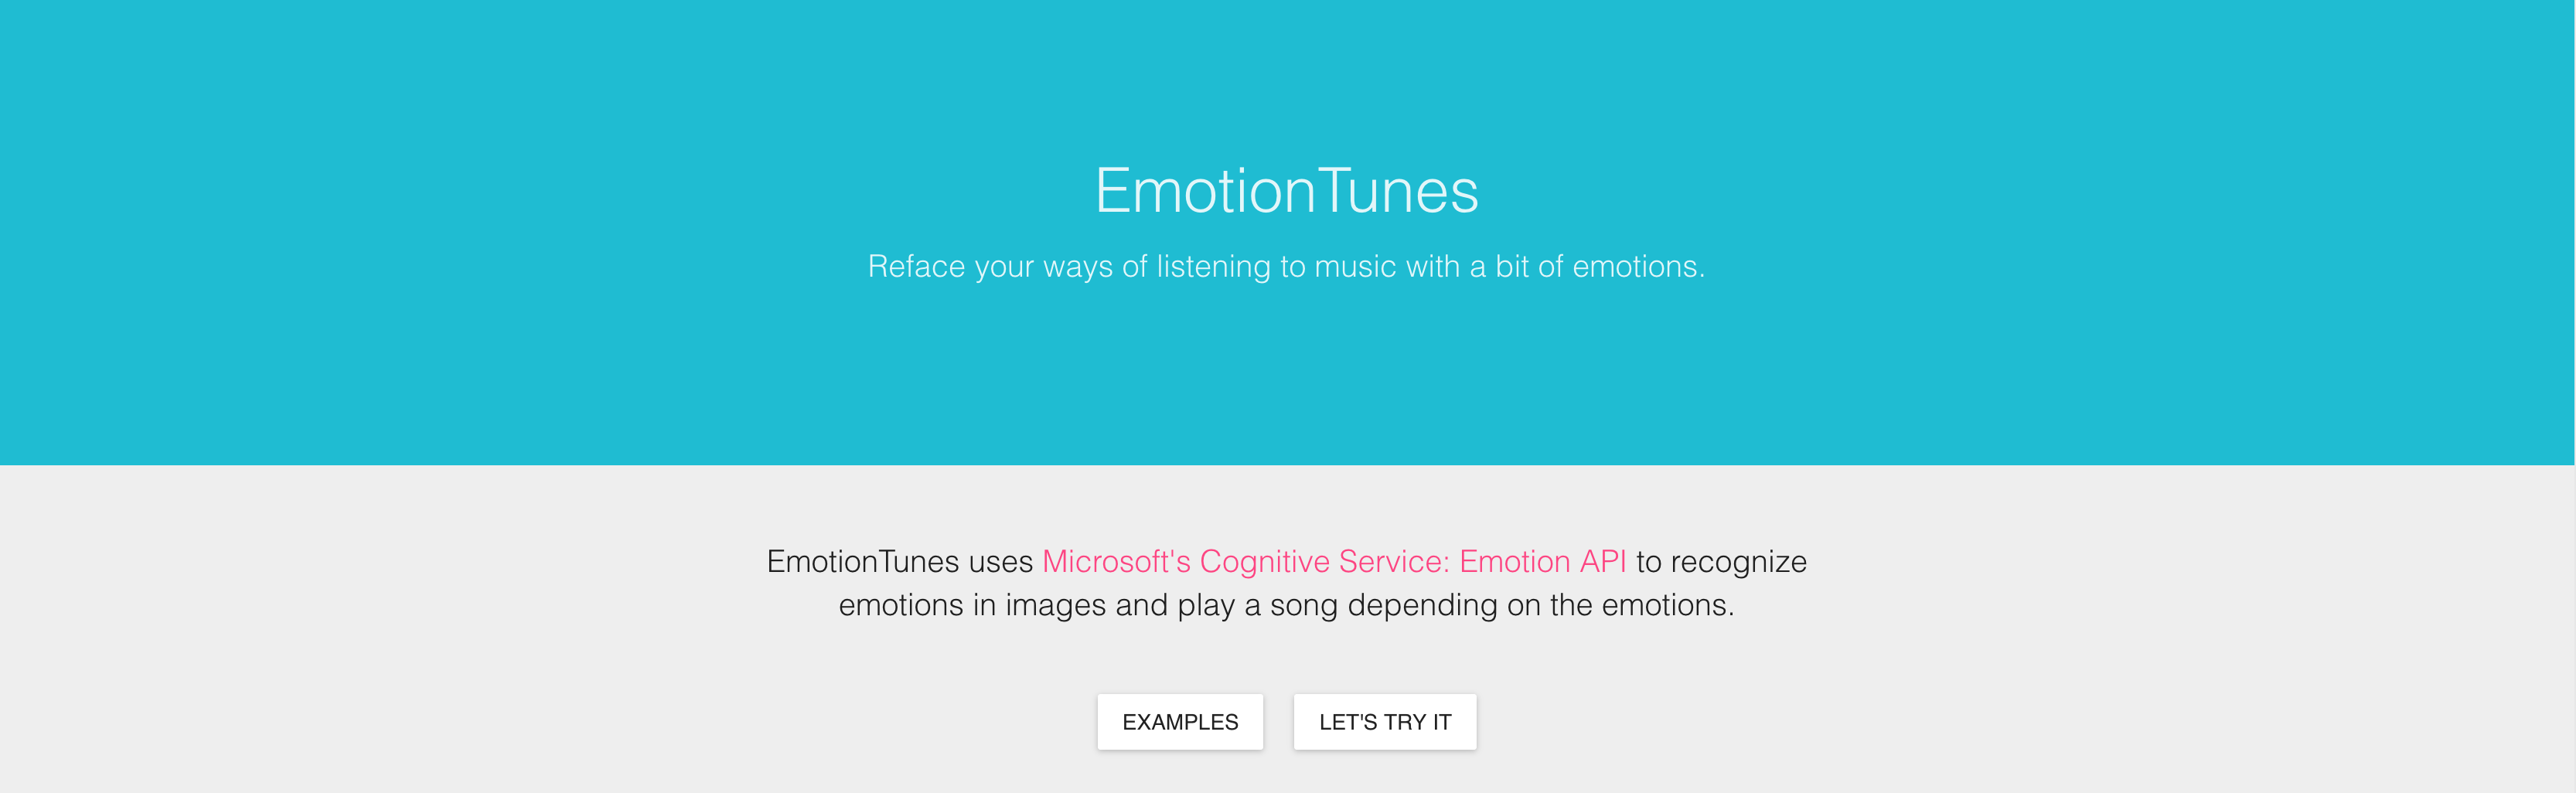 EmotionTunes
Reface your ways of listening to music with a bit of emotions.
EmotionTunes uses Microsoft's Cognitive Service: Emotion API to recognize
emotions in images and play a song depending on the emotions.
EXAMPLES
LET'S TRY IT